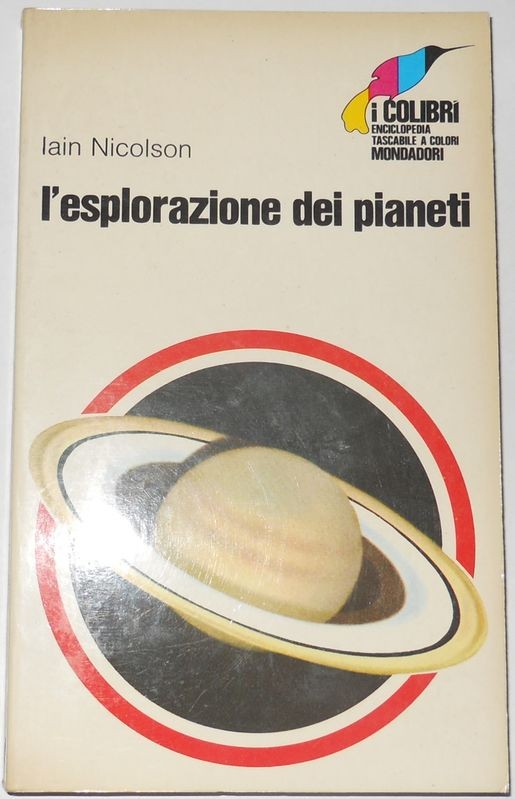 i COLIBRÌ
ENCICLOPEDIA
TASCABILE A COLORI
MONDADORI
Iain Nicolson
l'esplorazione dei pianeti